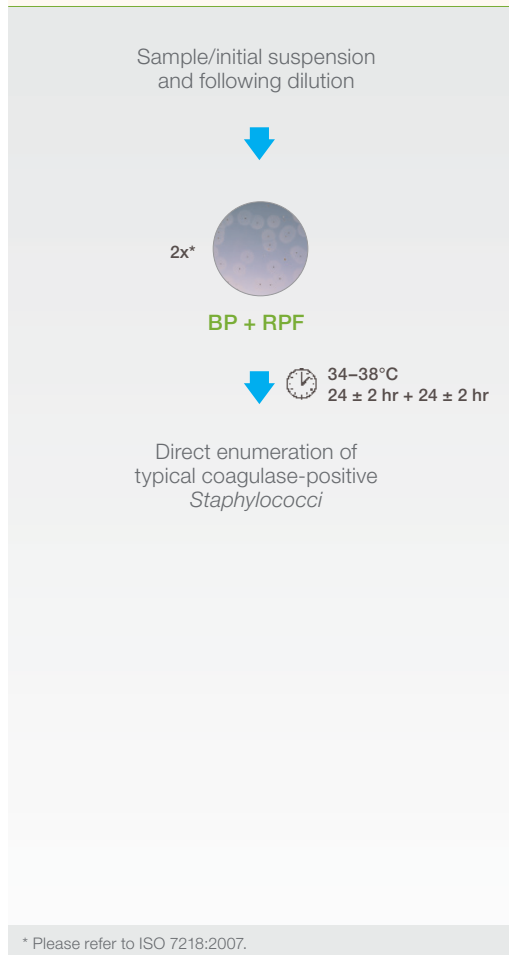 Sample/initial suspension
and following dilution
2x*
BP + RPF
34–38°C
24 ± 2 hr + 24 ± 2 hr
Direct enumeration of
typical coagulase-positive
Staphylococci
* Please refer to ISO 7218:2007.